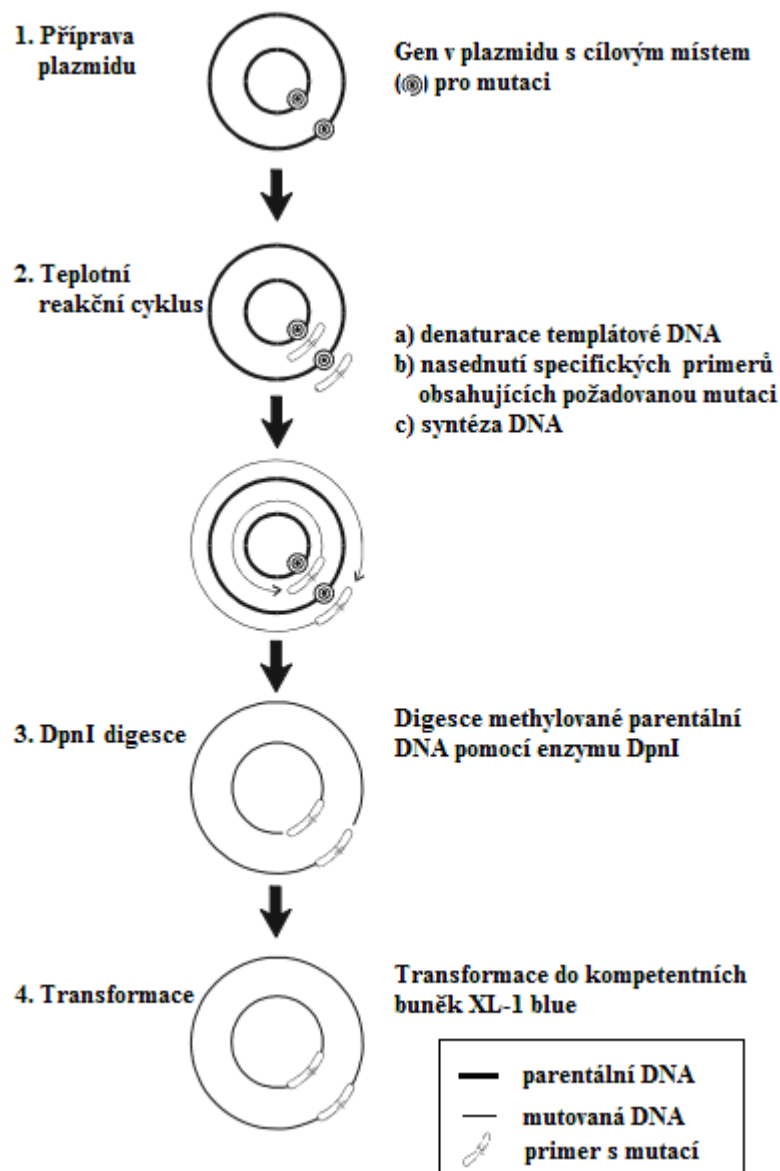 1. Příprava
plazmidu
Gen v plazmidu s cílovým místem
() pro mutaci
2. Teplotní
reakční cyklus
a) denaturace templátové DNA
b) nasednutí specifických primerů
obsahujících požadovanou mutaci
c) syntéza DNA
3. DpnI digesce
Digesce methylované parentální
DNA pomocí enzymu DpnI
4. Transformace
Transformace do kompetentních
buněk XL-1 blue
parentální DNA
mutovaná DNA
primer s mutací